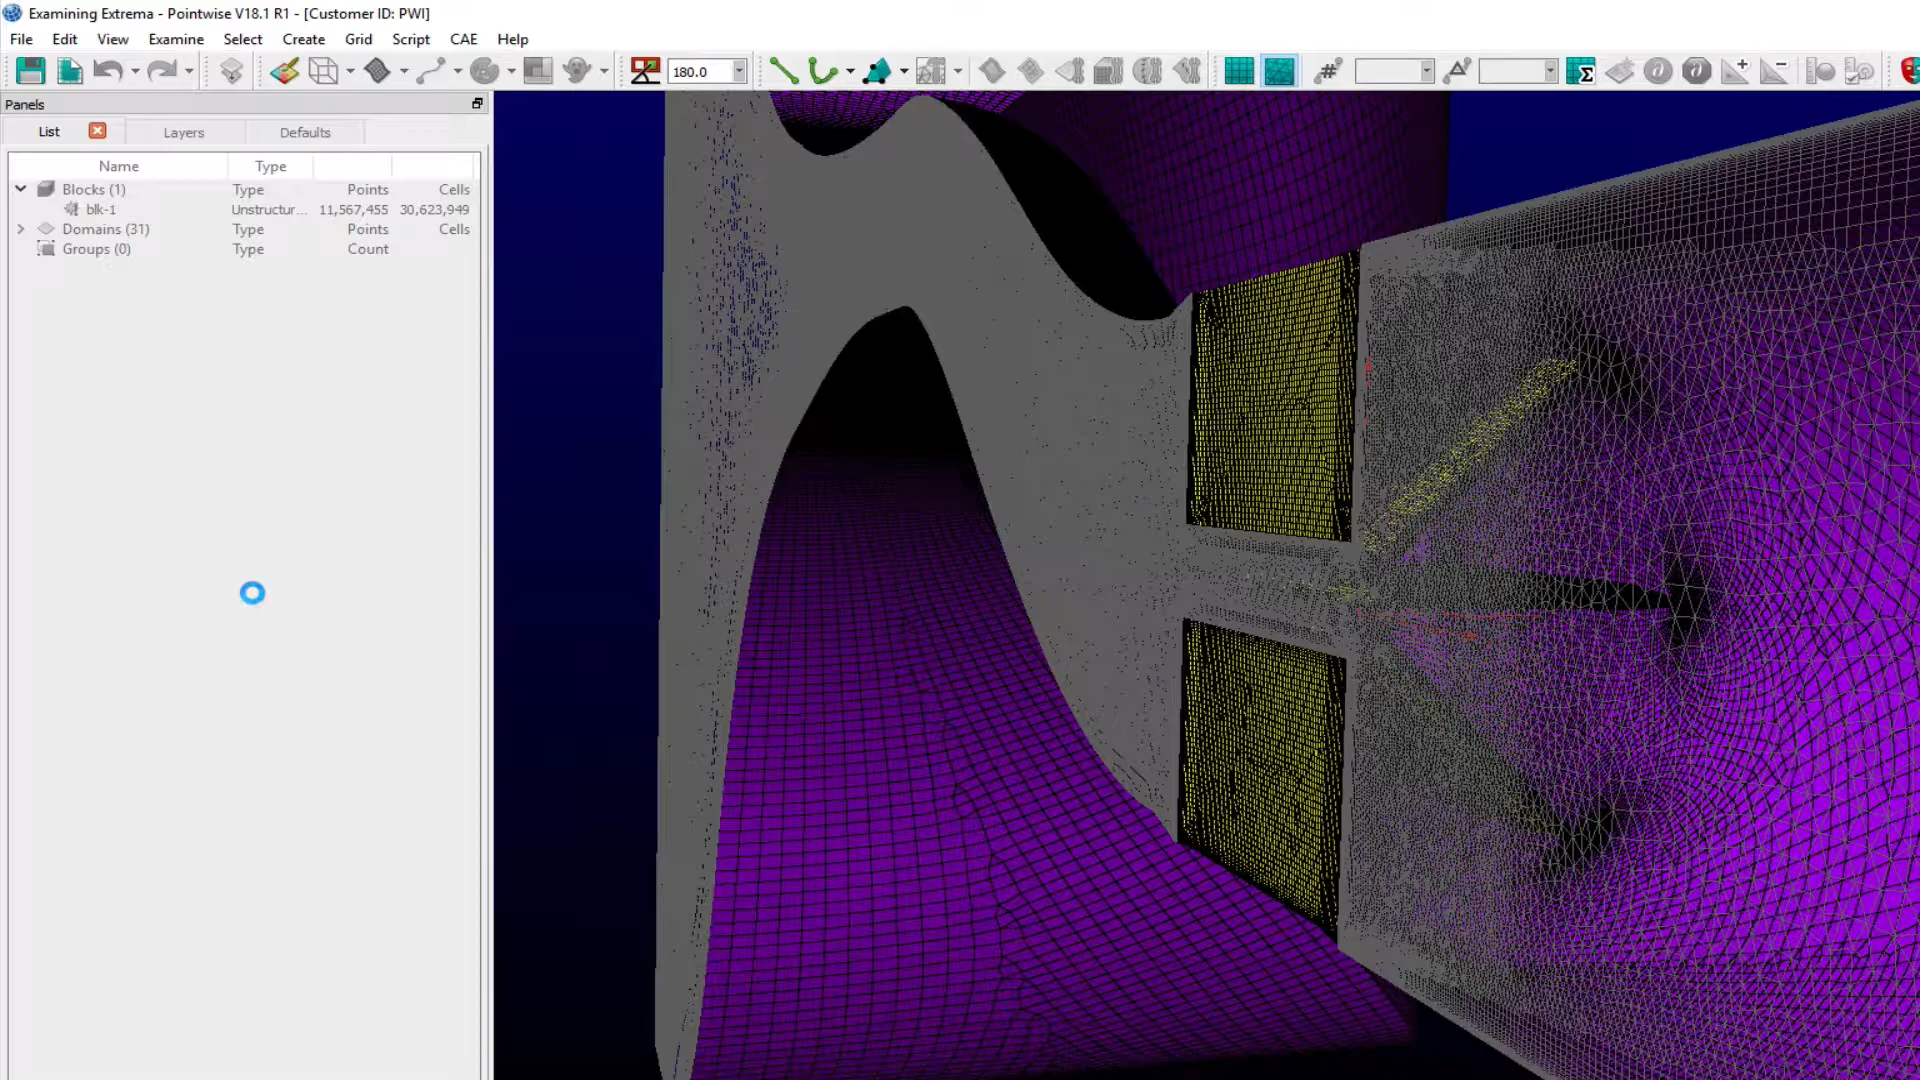 Examining Extrema - Pointwise V18.1 R1 - [Customer ID: PWI]
File Edit View Examine Select Create Grid Script CAE Help
180.0
Panels
List Layers Defaults
Name Type
Blocks (1) Type Points Cells
blk-1 Unstructur... 11,567,455 30,623,949
Domains (31) Type Points Cells
Groups (0) Type Count